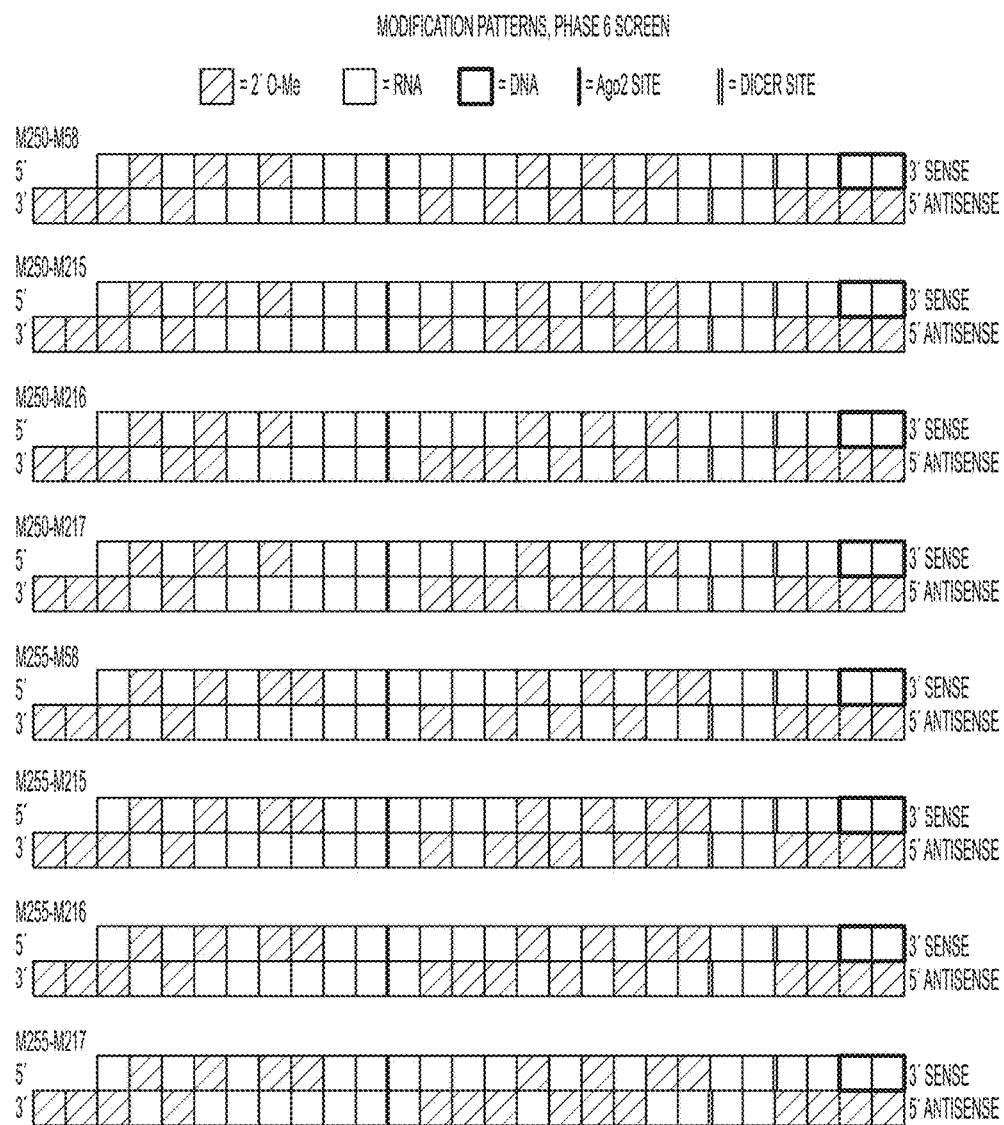 MODIFICATION PATTERNS, PHASE 6 SCREEN
= 2' O-Me = RNA = DNA = Ago2 SITE = DICER SITE
M250-M58
5' 3' SENSE
3' 5' ANTISENSE
M250-M215
5' 3' SENSE
3' 5' ANTISENSE
M250-M216
5' 3' SENSE
3' 5' ANTISENSE
M250-M217
5' 3' SENSE
3' 5' ANTISENSE
M255-M58
5' 3' SENSE
3' 5' ANTISENSE
M255-M215
5' 3' SENSE
3' 5' ANTISENSE
M255-M216
5' 3' SENSE
3' 5' ANTISENSE
M255-M217
5' 3' SENSE
3' 5' ANTISENSE